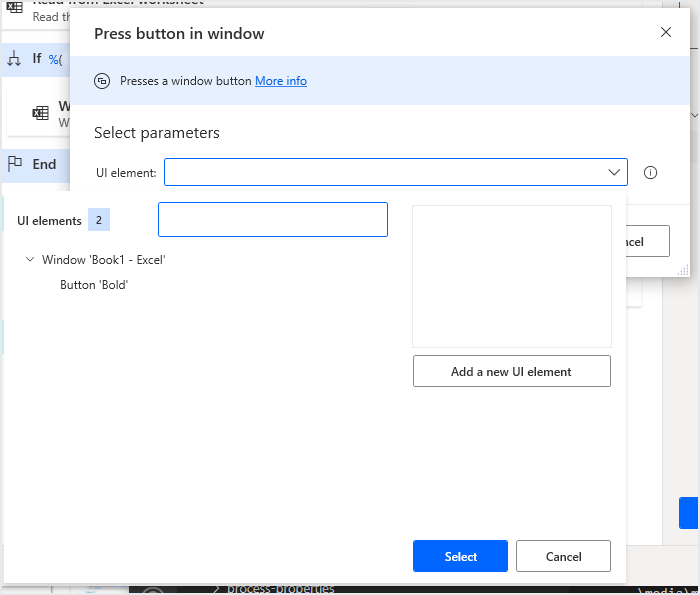 Read from Excel worksheet
Read th
Press button in window
If %(
Presses a window button More info
W
W
Select parameters
End
UI element:
UI elements 2
ncel
Window 'Book1 - Excel'
Button 'Bold'
Add a new UI element
Select Cancel
process-properties